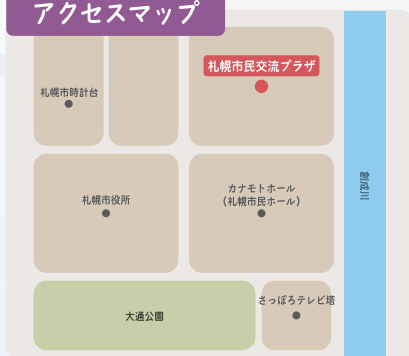 アクセスマップ
札幌市民交流プラザ
札幌市時計台
札幌市役所
カナモトホール
(札幌市民ホール)
創成川
さっぽろテレビ塔
大通公園